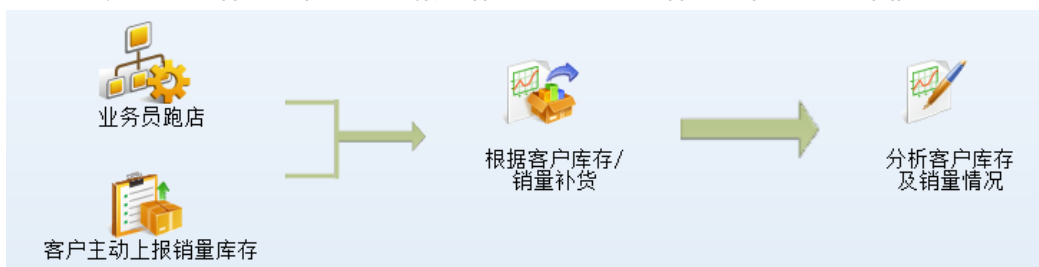 业务员跑店
根据客户库存/
销量补货
分析客户库存
及销量情况
客户主动上报销量库存